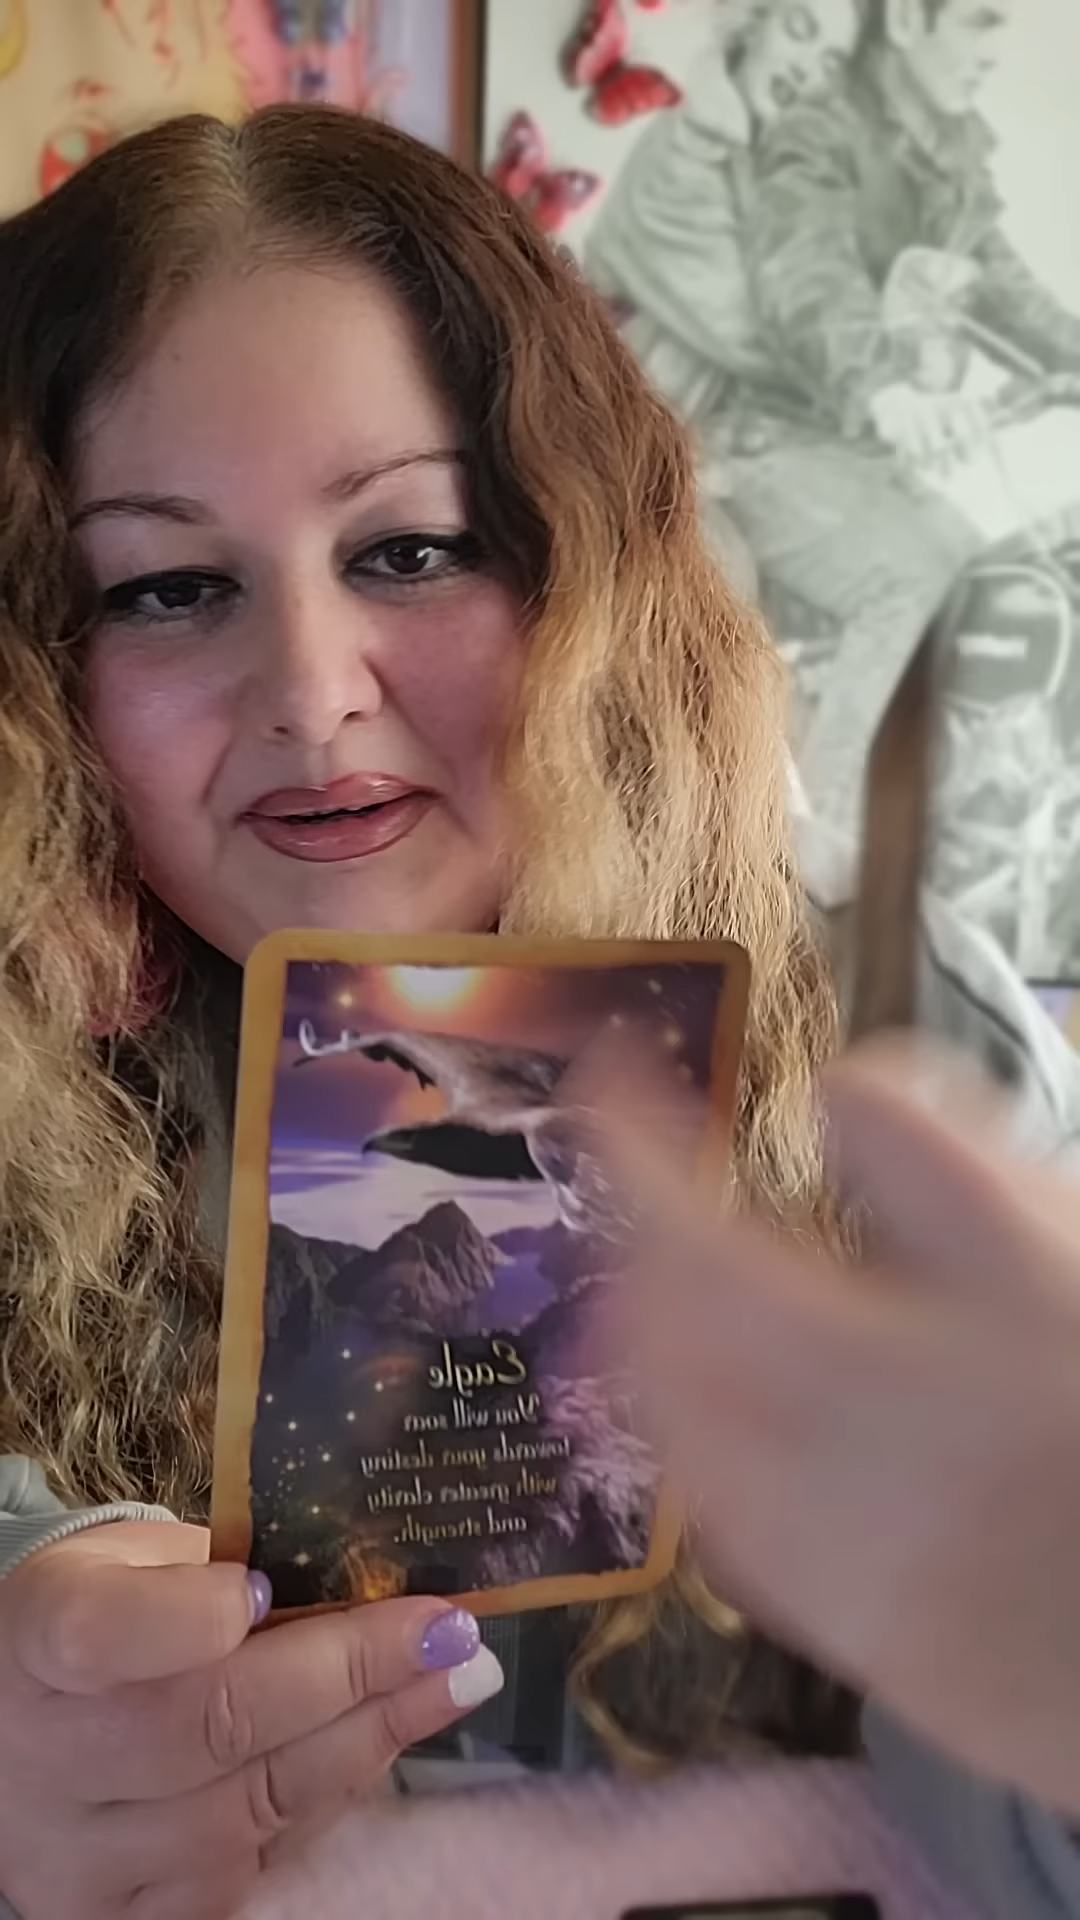 Eagle
You will soar
towards your destiny
with greater clarity
and strength.